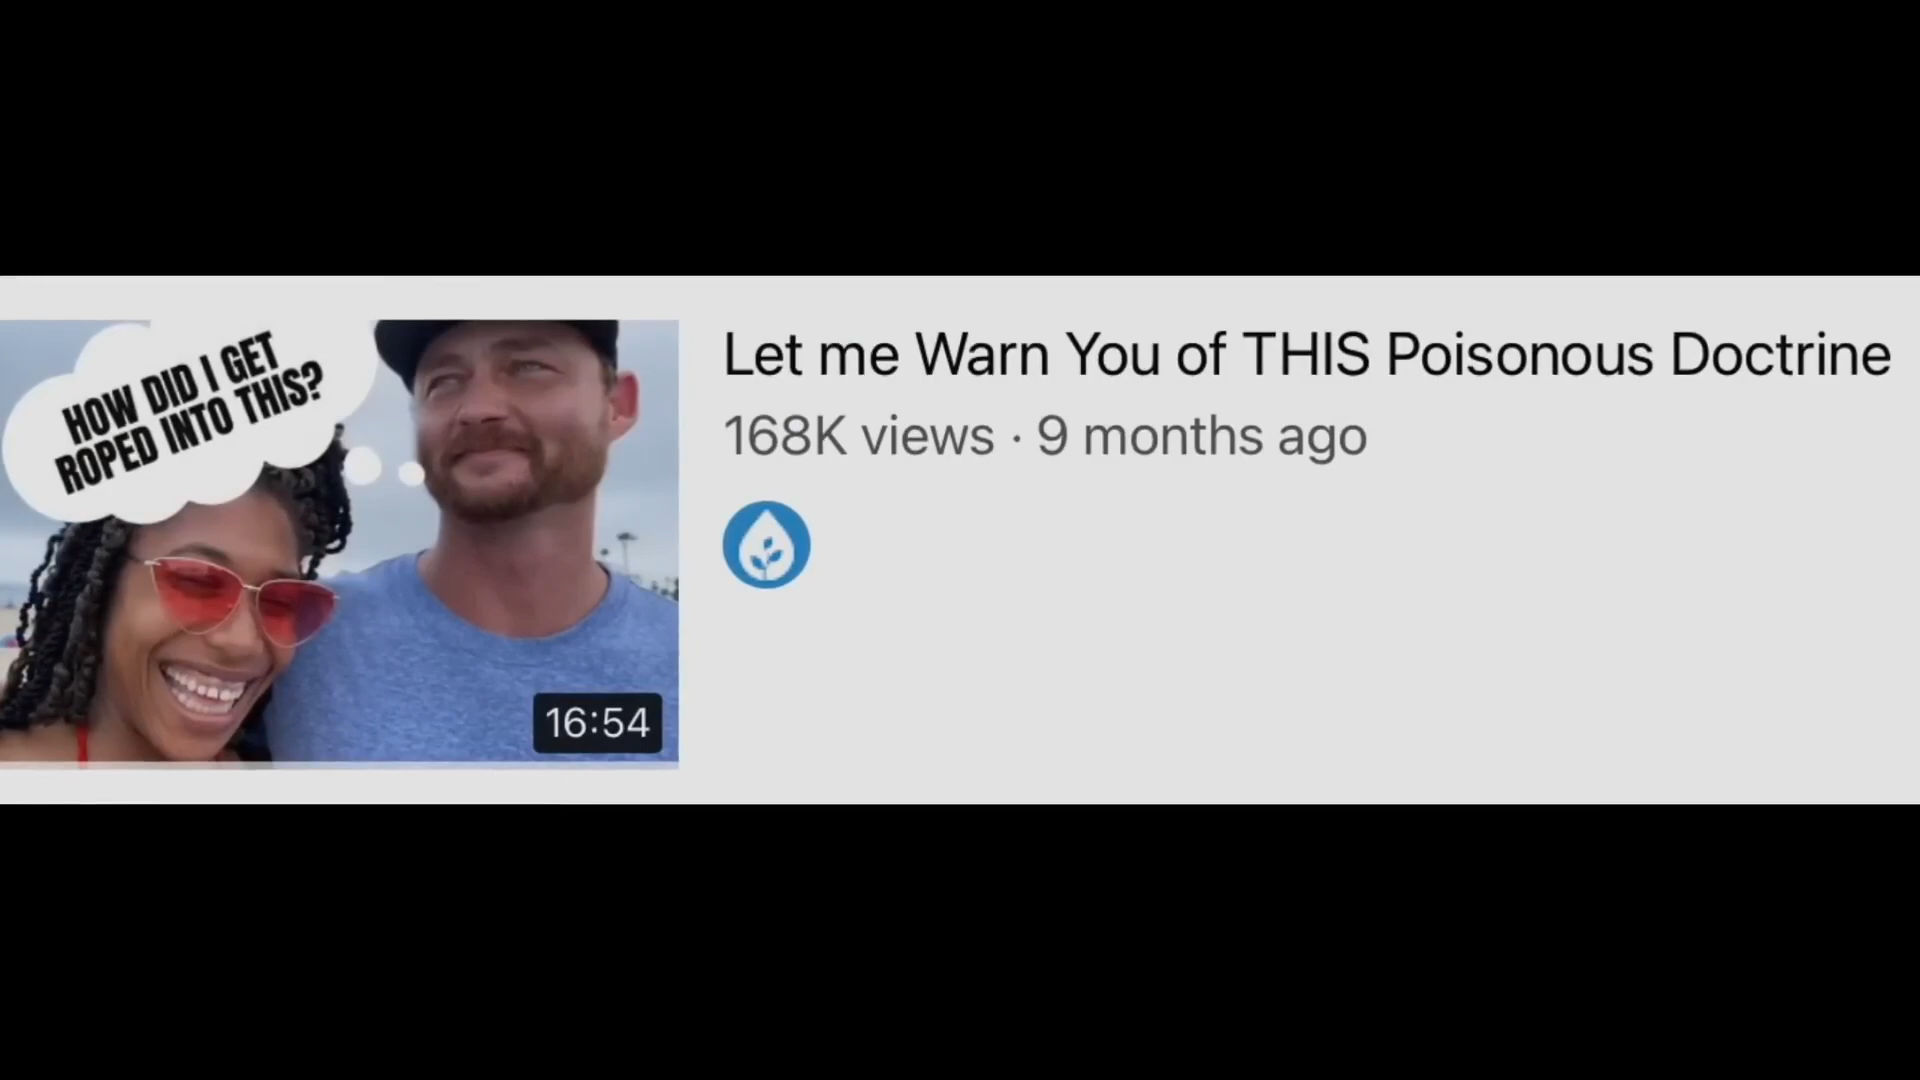 HOW DID I GET
ROPED INTO THIS?
16:54
Let me Warn You of THIS Poisonous Doctrine
168K views · 9 months ago